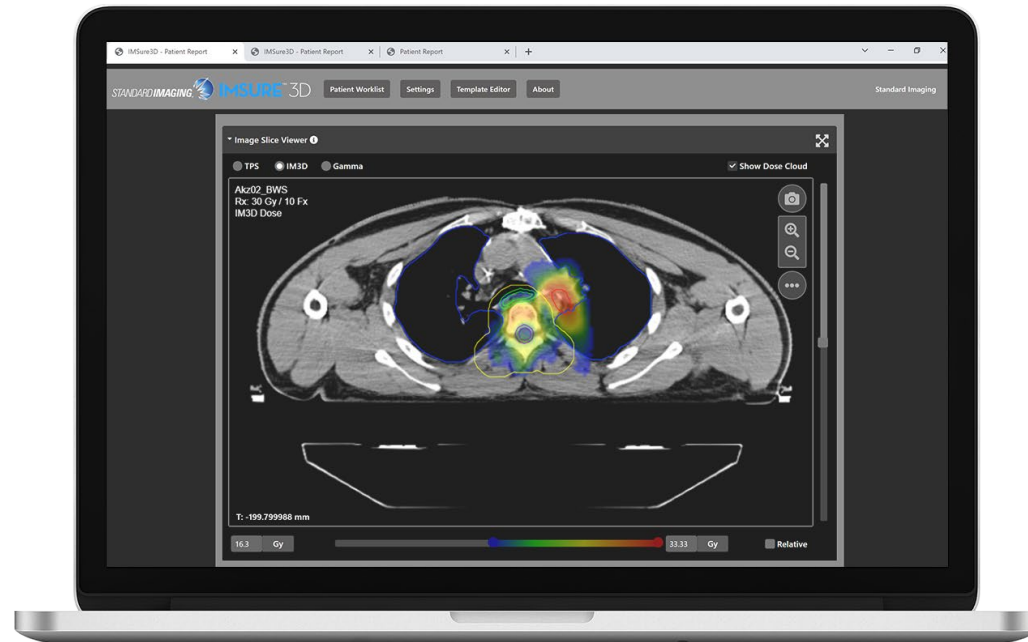 IMSure3D - Patient Report
IMSure3D - Patient Report
Patient Report
STANDARD IMAGING
IMSURE™ 3D
Patient Worklist
Settings
Template Editor
About
Standard Imaging
Image Slice Viewer
TPS
IM3D
Gamma
Show Dose Cloud
Akz02_BWS
Rx: 30 Gy / 10 Fx
IM3D Dose
T: -199.799988 mm
16.3 Gy
33.33 Gy
Relative